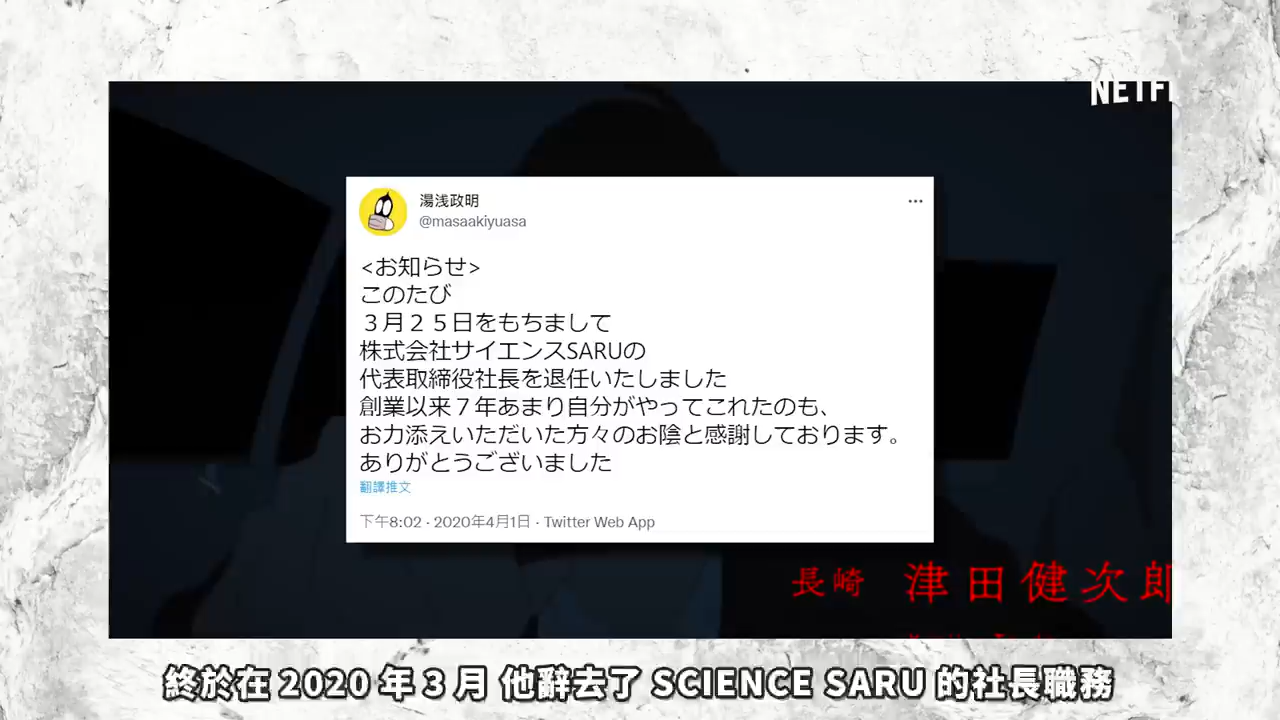 NETF
湯浅政明
@masaakiyuasa
<お知らせ>
このたび
３月２５日をもちまして
株式会社サイエンスSARUの
代表取締役社長を退任いたしました
創業以来７年あまり自分がやってこれたのも、
お力添えいただいた方々のお陰と感謝しております。
ありがとうございました
翻譯推文
下午8:02 · 2020年4月1日 · Twitter Web App
長崎 津田健次郎
終於在 2020 年 3 月 他辭去了 SCIENCE SARU 的社長職務